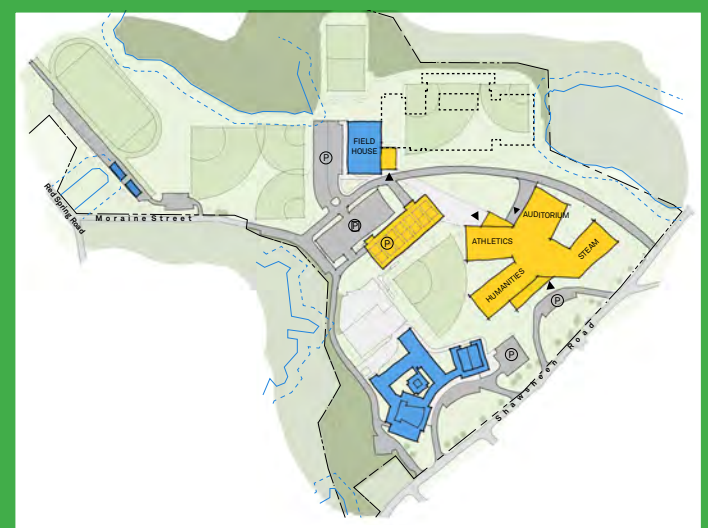 FIELD
HOUSE
P
AUDITORIUM
P
P
ATHLETICS
STEAM
Red Spring Road
Moraine Street
HUMANITIES
P
P
Shawsheen Road